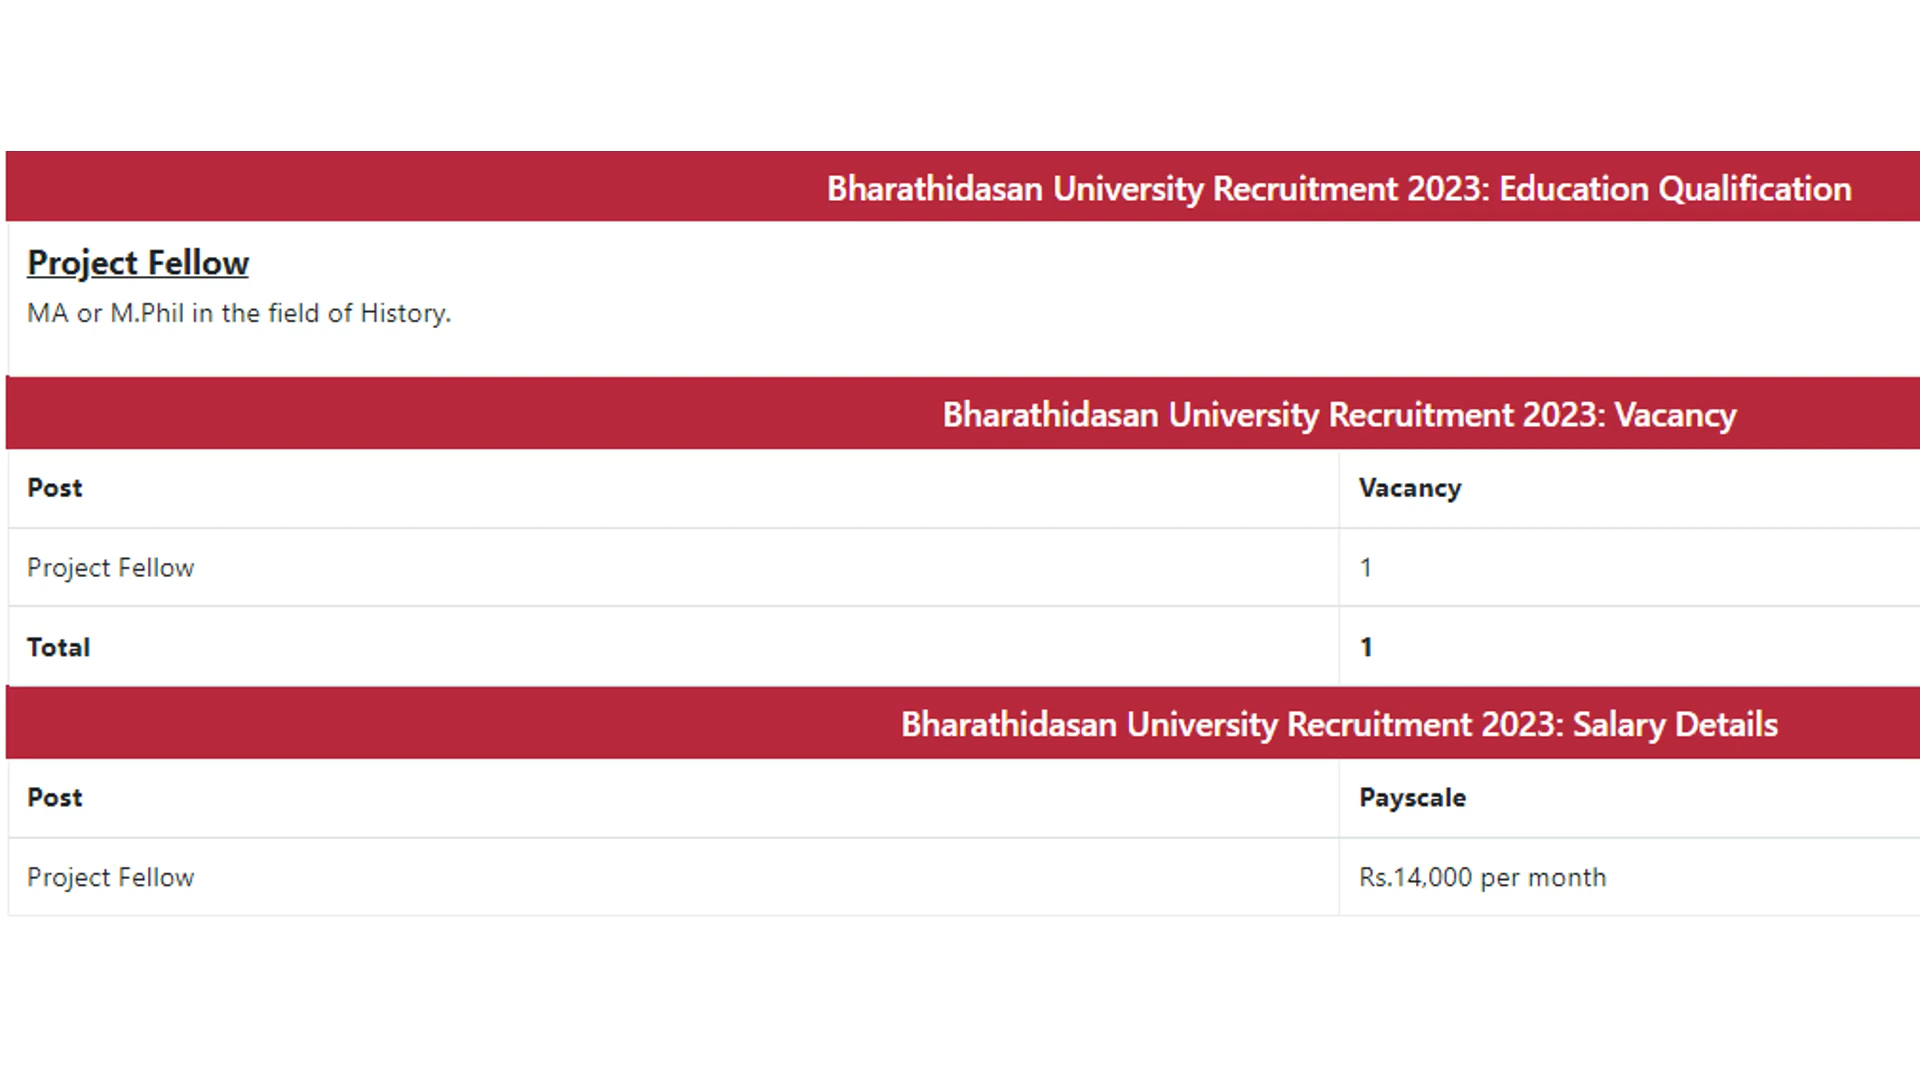 Bharathidasan University Recruitment 2023: Education Qualification
Project Fellow
MA or M.Phil in the field of History.
Bharathidasan University Recruitment 2023: Vacancy
Post Vacancy
Project Fellow 1
Total 1
Bharathidasan University Recruitment 2023: Salary Details
Post Payscale
Project Fellow Rs.14,000 per month